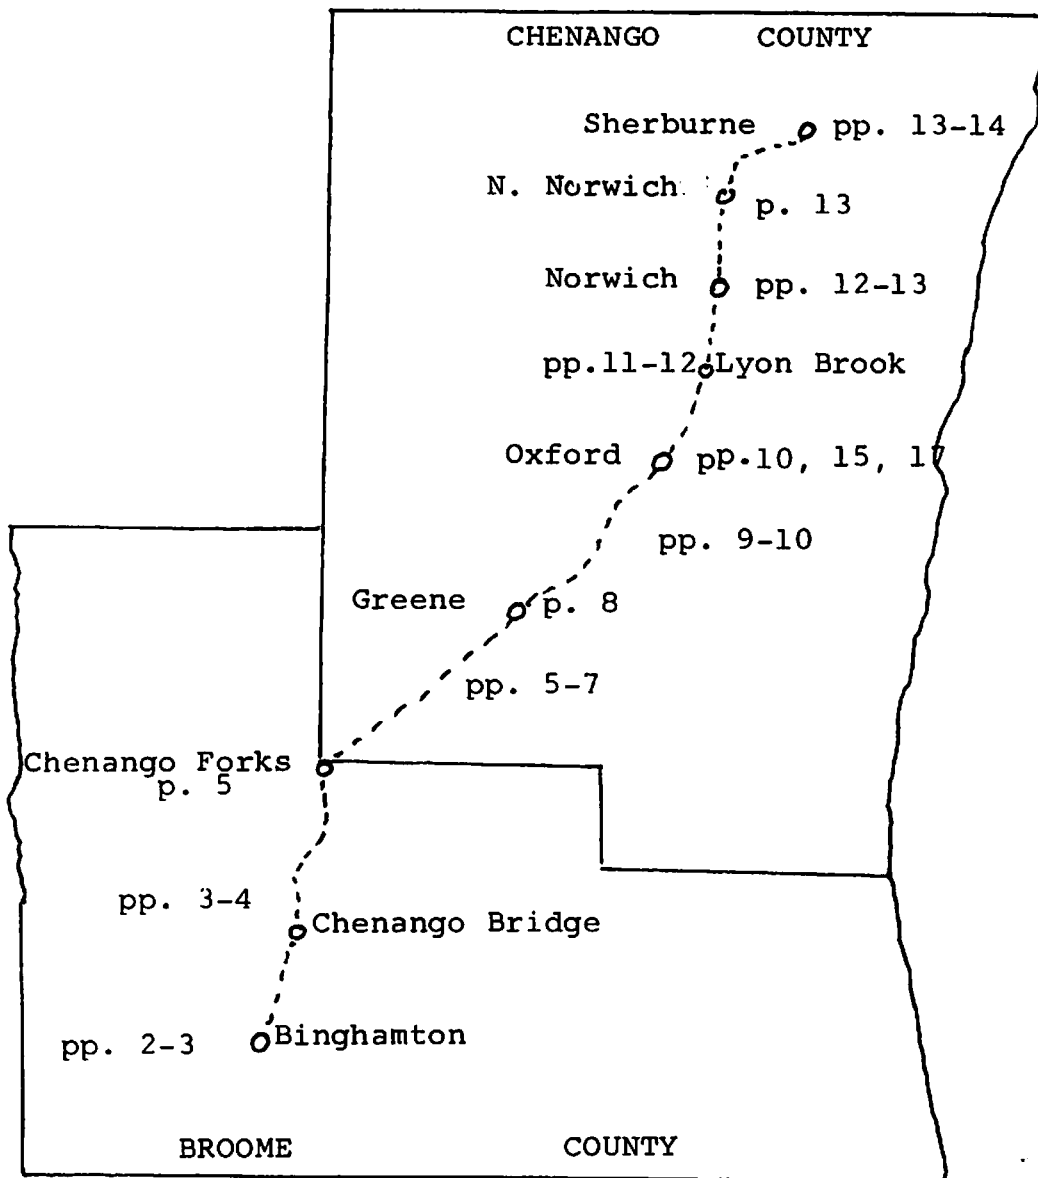 CHENANGO COUNTY
Sherburne pp. 13-14
N. Norwich p. 13
Norwich pp. 12-13
pp.11-12 Lyon Brook
Oxford pp.10, 15, 17
pp. 9-10
Greene p. 8
pp. 5-7
Chenango Forks
p. 5
pp. 3-4
Chenango Bridge
pp. 2-3 Binghamton
BROOME COUNTY